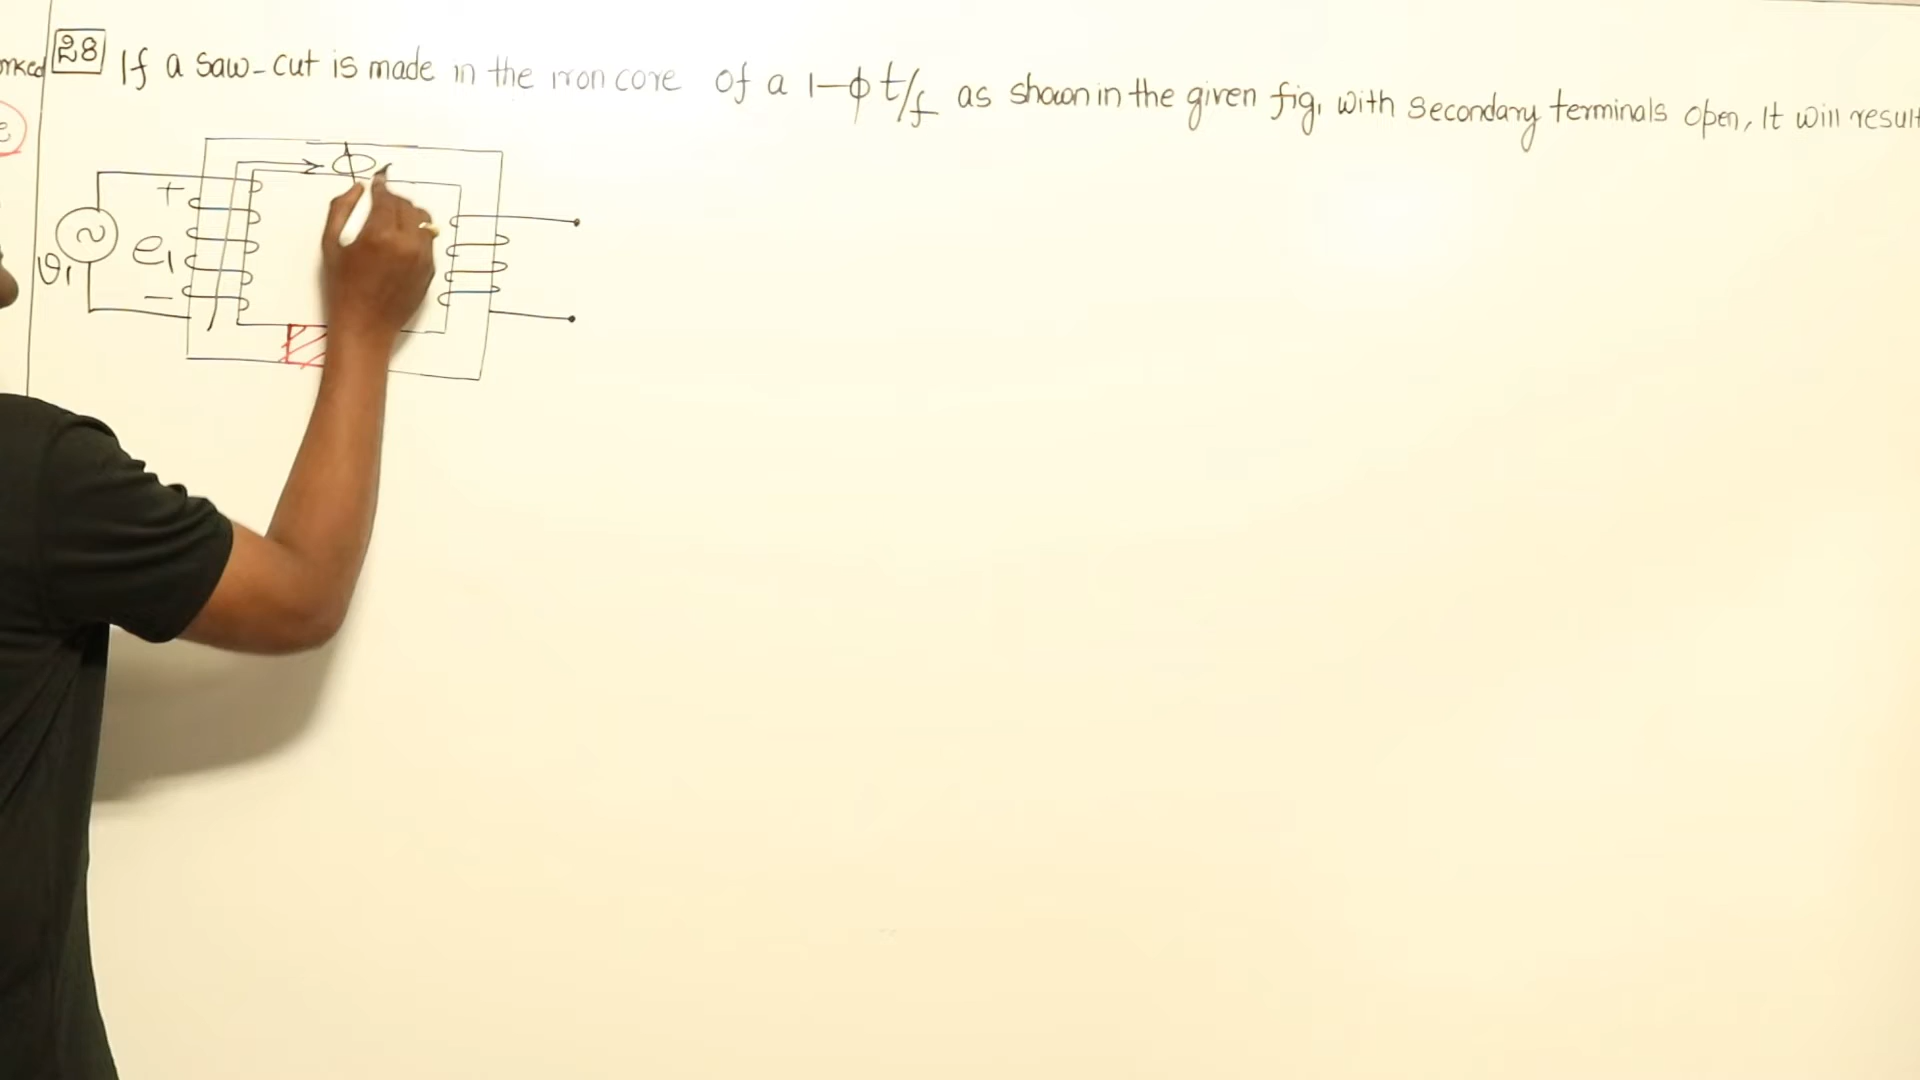 28 If a saw-cut is made in the iron core of a 1-ϕ t/f as shown in the given fig, with secondary terminals open, It will result
ϕ
+
e1
v1
−